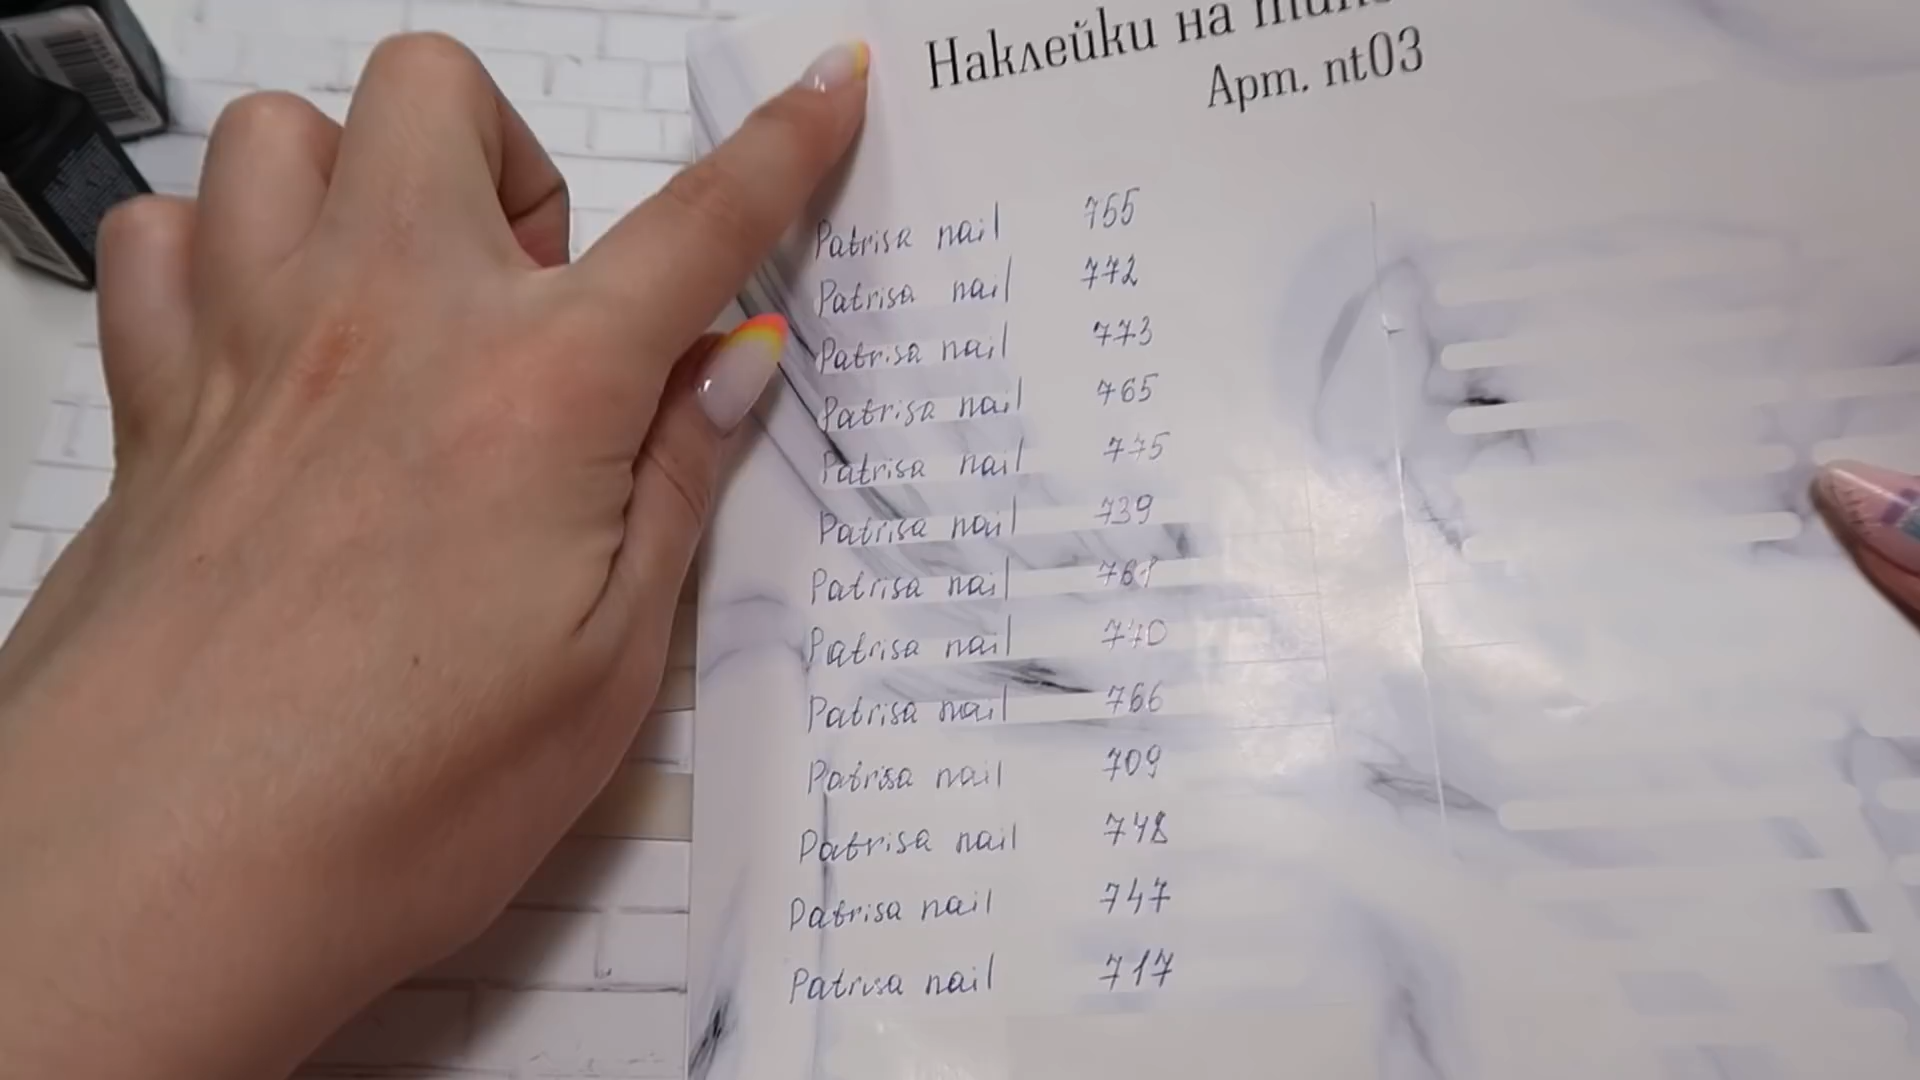 Наклейки на
Арт. nt03
Patrisa nail 755
Patrisa nail 772
Patrisa nail 773
Patrisa nail 765
Patrisa nail 775
Patrisa nail 739
Patrisa nail
Patrisa nail 770
Patrisa nail 766
Patrisa nail 709
Patrisa nail 748
Patrisa nail 747
Patrisa nail 717